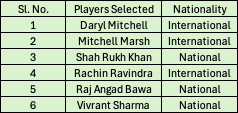 Sl. No. Players Selected Nationality
1 Daryl Mitchell International
2 Mitchell Marsh International
3 Shah Rukh Khan National
4 Rachin Ravindra International
5 Raj Angad Bawa National
6 Vivrant Sharma National